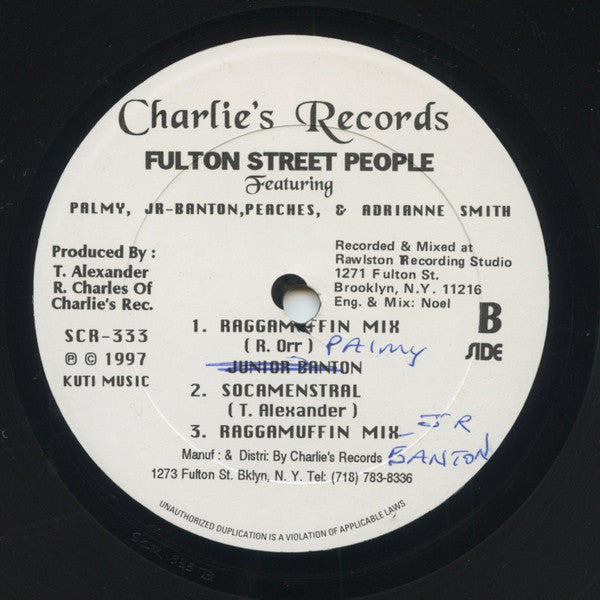 Charlie's Records
FULTON STREET PEOPLE
Featuring
PALMY, JR-BANTON,PEACHES, & ADRIANNE SMITH
Produced By :
T. Alexander
R. Charles Of
Charlie's Rec.
Recorded & Mixed at
Rawlston Recording Studio
1271 Fulton St.
Brooklyn, N.Y. 11216
Eng. & Mix: Noel
SCR-333
℗ © 1997
KUTI MUSIC
B
SIDE
1. RAGGAMUFFIN MIX
( R. Orr ) PALMY
JUNIOR BANTON
2. SOCAMENSTRAL
( T. Alexander )
3. RAGGAMUFFIN MIX - JR
BANTON
Manuf : & Distri: By Charlie's Records
1273 Fulton St. Bklyn, N. Y. Tel: (718) 783-8336
UNAUTHORIZED DUPLICATION IS A VIOLATION OF APPLICABLE LAWS